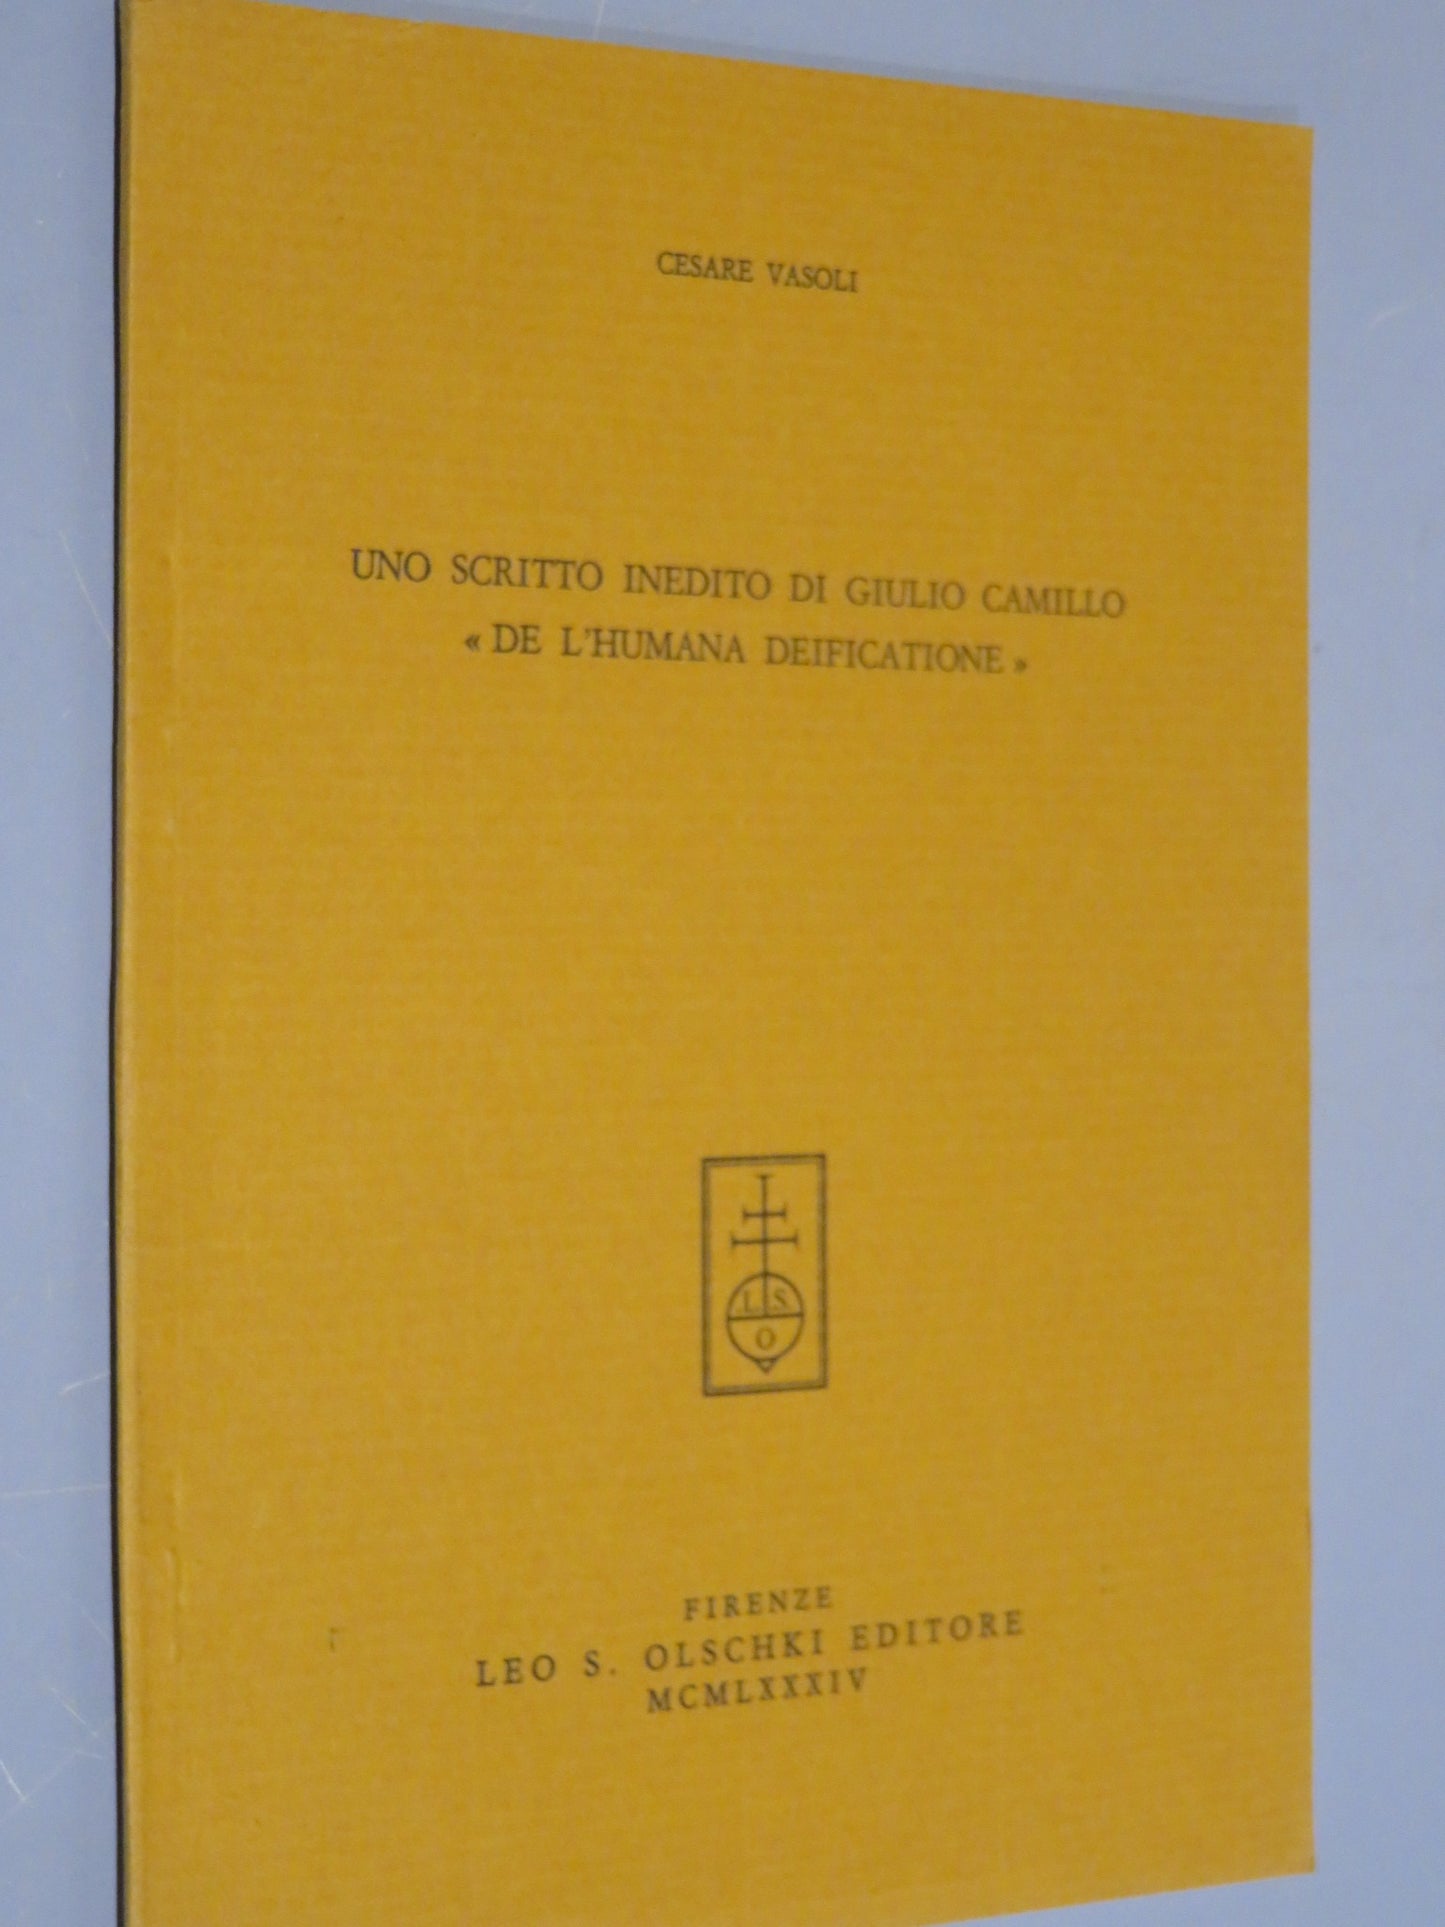 CESARE VASOLI
UNO SCRITTO INEDITO DI GIULIO CAMILLO
« DE L'HUMANA DEIFICATIONE »
L S
O
FIRENZE
LEO S. OLSCHKI EDITORE
MCMLXXXIV